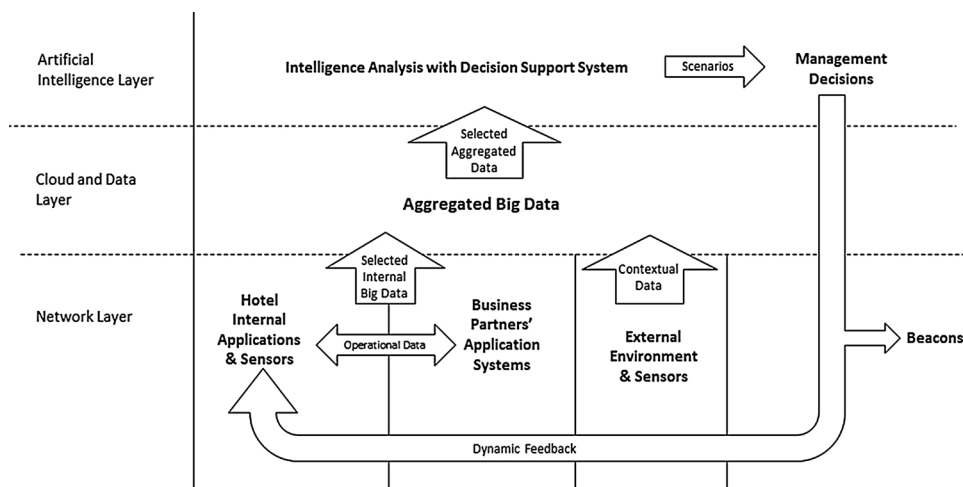 Artificial
Intelligence Layer
Intelligence Analysis with Decision Support System
Scenarios
Management
Decisions
Selected
Aggregated
Data
Cloud and Data
Layer
Aggregated Big Data
Selected
Internal
Big Data
Contextual
Data
Network Layer
Hotel
Internal
Applications
& Sensors
Operational Data
Business
Partners’
Application
Systems
External
Environment
& Sensors
Beacons
Dynamic Feedback